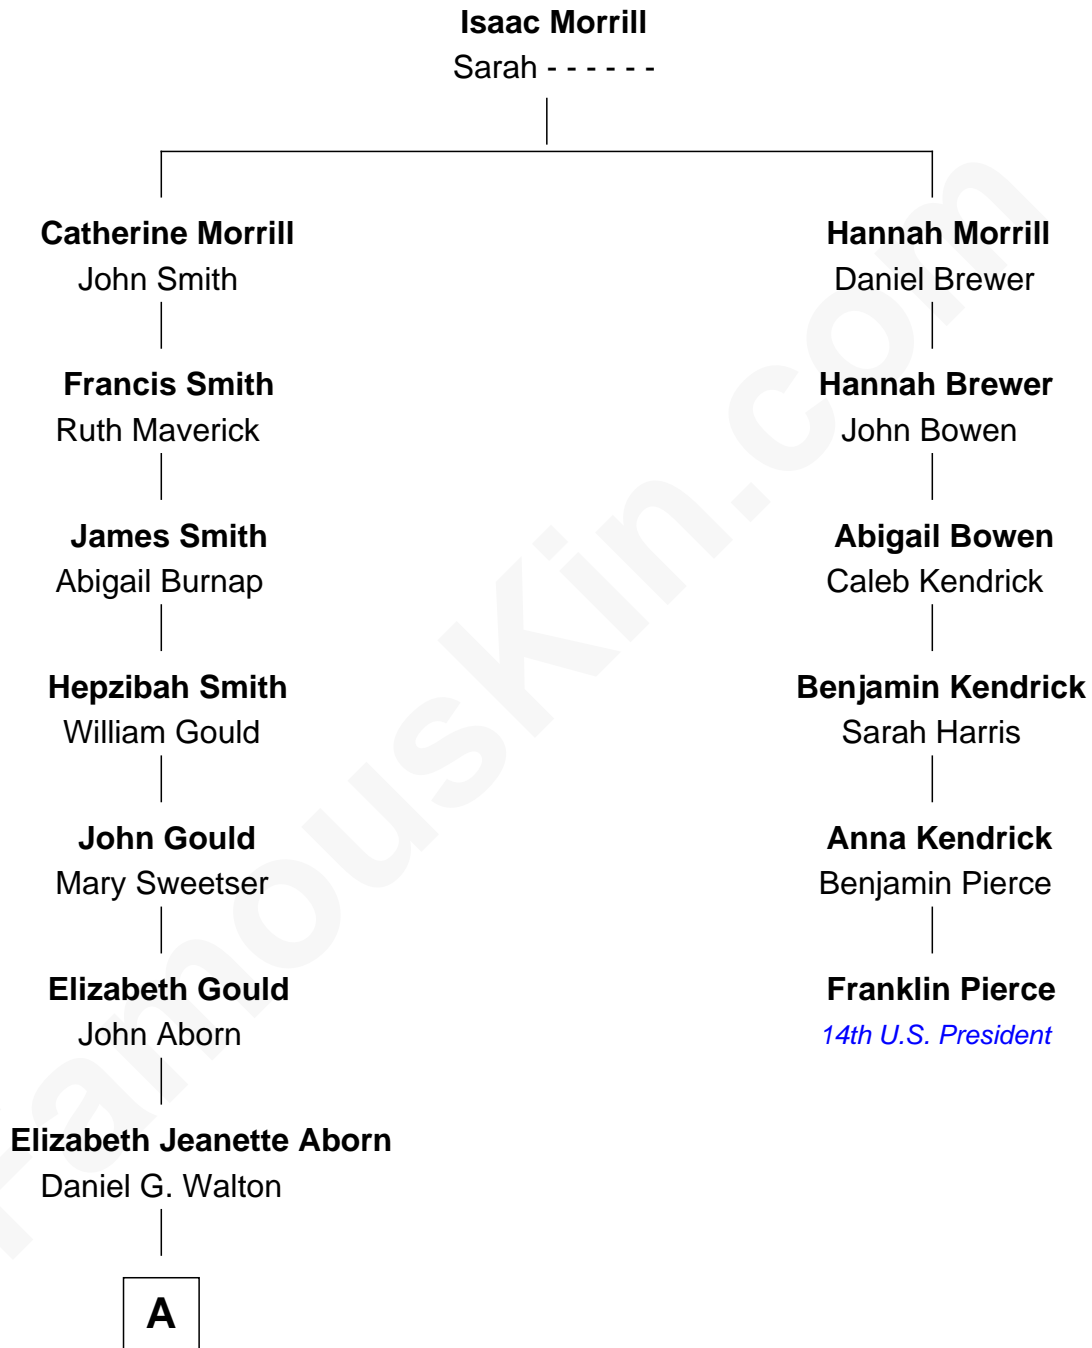 Isaac Morrill
Sarah - - - - - -
Catherine Morrill
John Smith
Hannah Morrill
Daniel Brewer
Francis Smith
Ruth Maverick
Hannah Brewer
John Bowen
James Smith
Abigail Burnap
Abigail Bowen
Caleb Kendrick
Hepzibah Smith
William Gould
Benjamin Kendrick
Sarah Harris
John Gould
Mary Sweetser
Anna Kendrick
Benjamin Pierce
Elizabeth Gould
John Aborn
Franklin Pierce
14th U.S. President
Elizabeth Jeanette Aborn
Daniel G. Walton
A
FamousKin.com